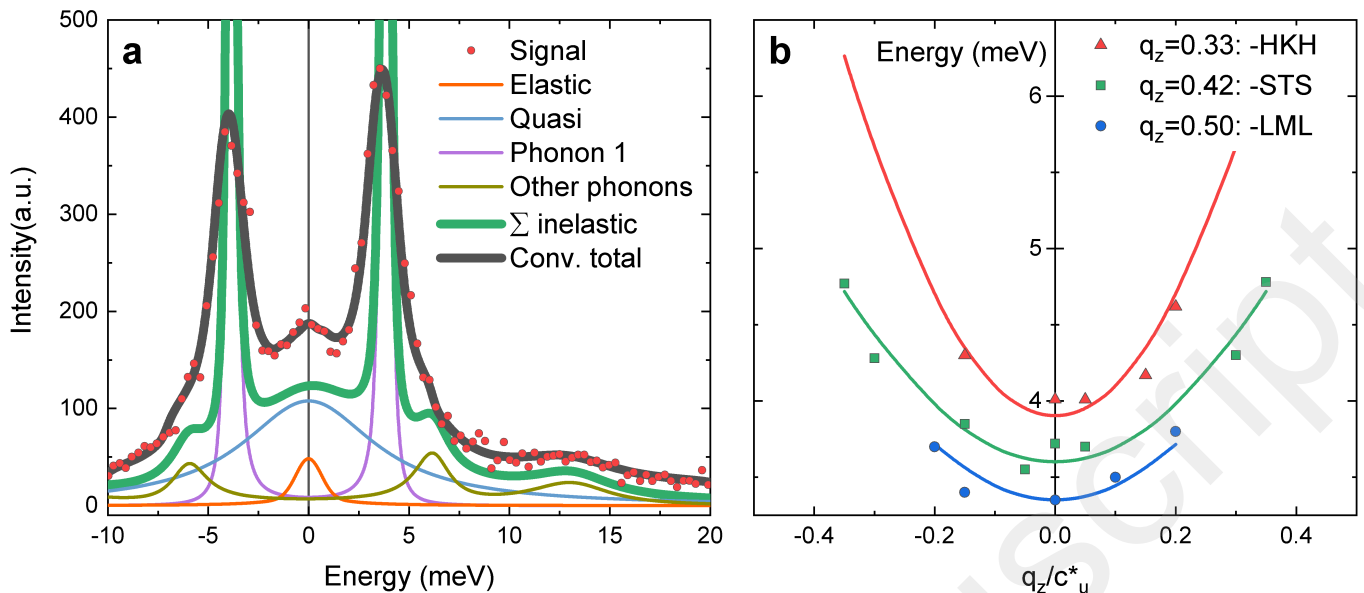 a
Signal
Elastic
Quasi
Phonon 1
Other phonons
∑ inelastic
Conv. total
500
400
300
200
100
0
Intensity(a.u.)
-10 -5 0 5 10 15 20
Energy (meV)
b
Energy (meV)
q_z=0.33: -HKH
q_z=0.42: -STS
q_z=0.50: -LML
6
5
4
-0.4 -0.2 0.0 0.2 0.4
q_z/c*_u
uscript